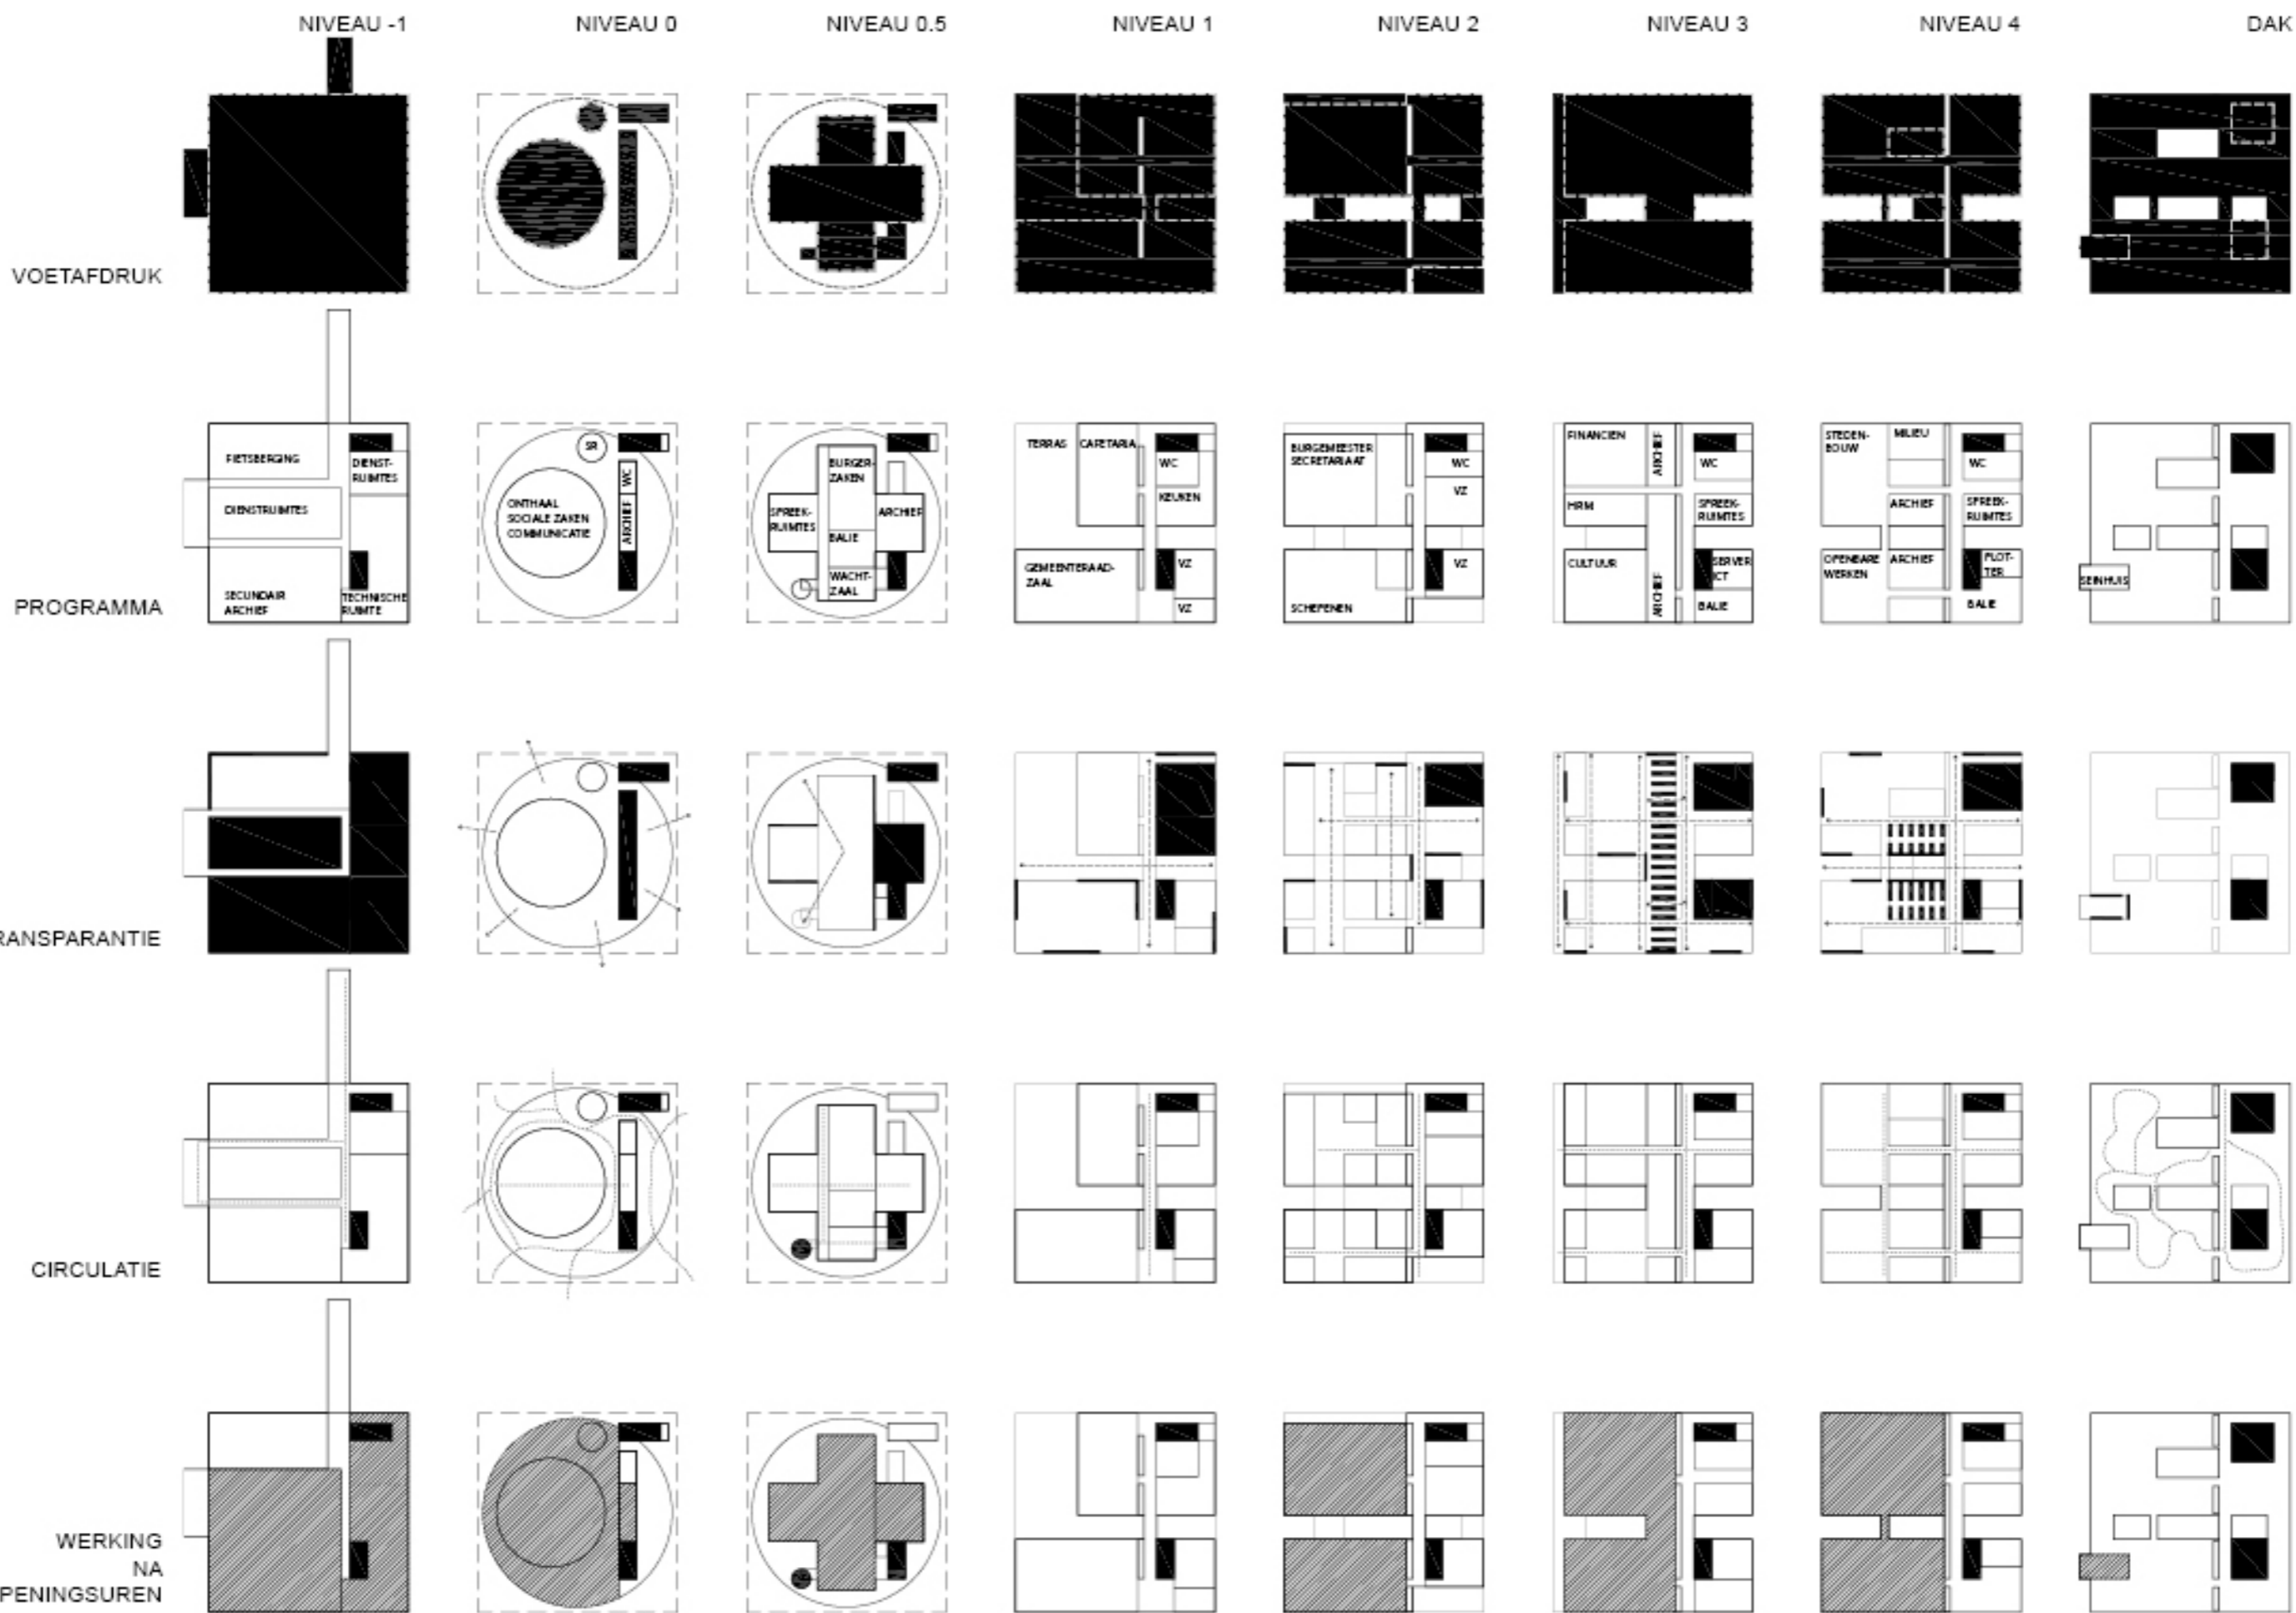 NIVEAU -1
NIVEAU 0
NIVEAU 0.5
NIVEAU 1
NIVEAU 2
NIVEAU 3
NIVEAU 4
DAK
VOETAFDRUK
PROGRAMMA
FIETSBERGING
DIENST-
RUIMTES
DIENSTRUIMTES
SECUNDAIR
ARCHIEF
TECHNISCHE
RUIMTE
SR
ONTHAAL
SOCIALE ZAKEN
COMMUNICATIE
WC
ARCHIEF
BURGER-
ZAKEN
SPREEK-
RUIMTES
ARCHIEF
BALIE
WACHT-
ZAAL
TERRAS
CAFETARIA
WC
KEUKEN
GEMEENTERAAD-
ZAAL
VZ
VZ
BURGEMEESTER
SECRETARIAAT
WC
VZ
VZ
SCHEPENEN
FINANCIEN
ARCHIEF
WC
HRM
SPREEK-
RUIMTES
CULTUUR
ARCHIEF
SERVER
ICT
BALIE
STEDEN-
BOUW
MILIEU
WC
ARCHIEF
SPREEK-
RUIMTES
OPENBARE
WERKEN
ARCHIEF
PLOT-
TER
BALIE
SEINHUIS
RANSPARANTIE
CIRCULATIE
WERKING
NA
PENINGSUREN